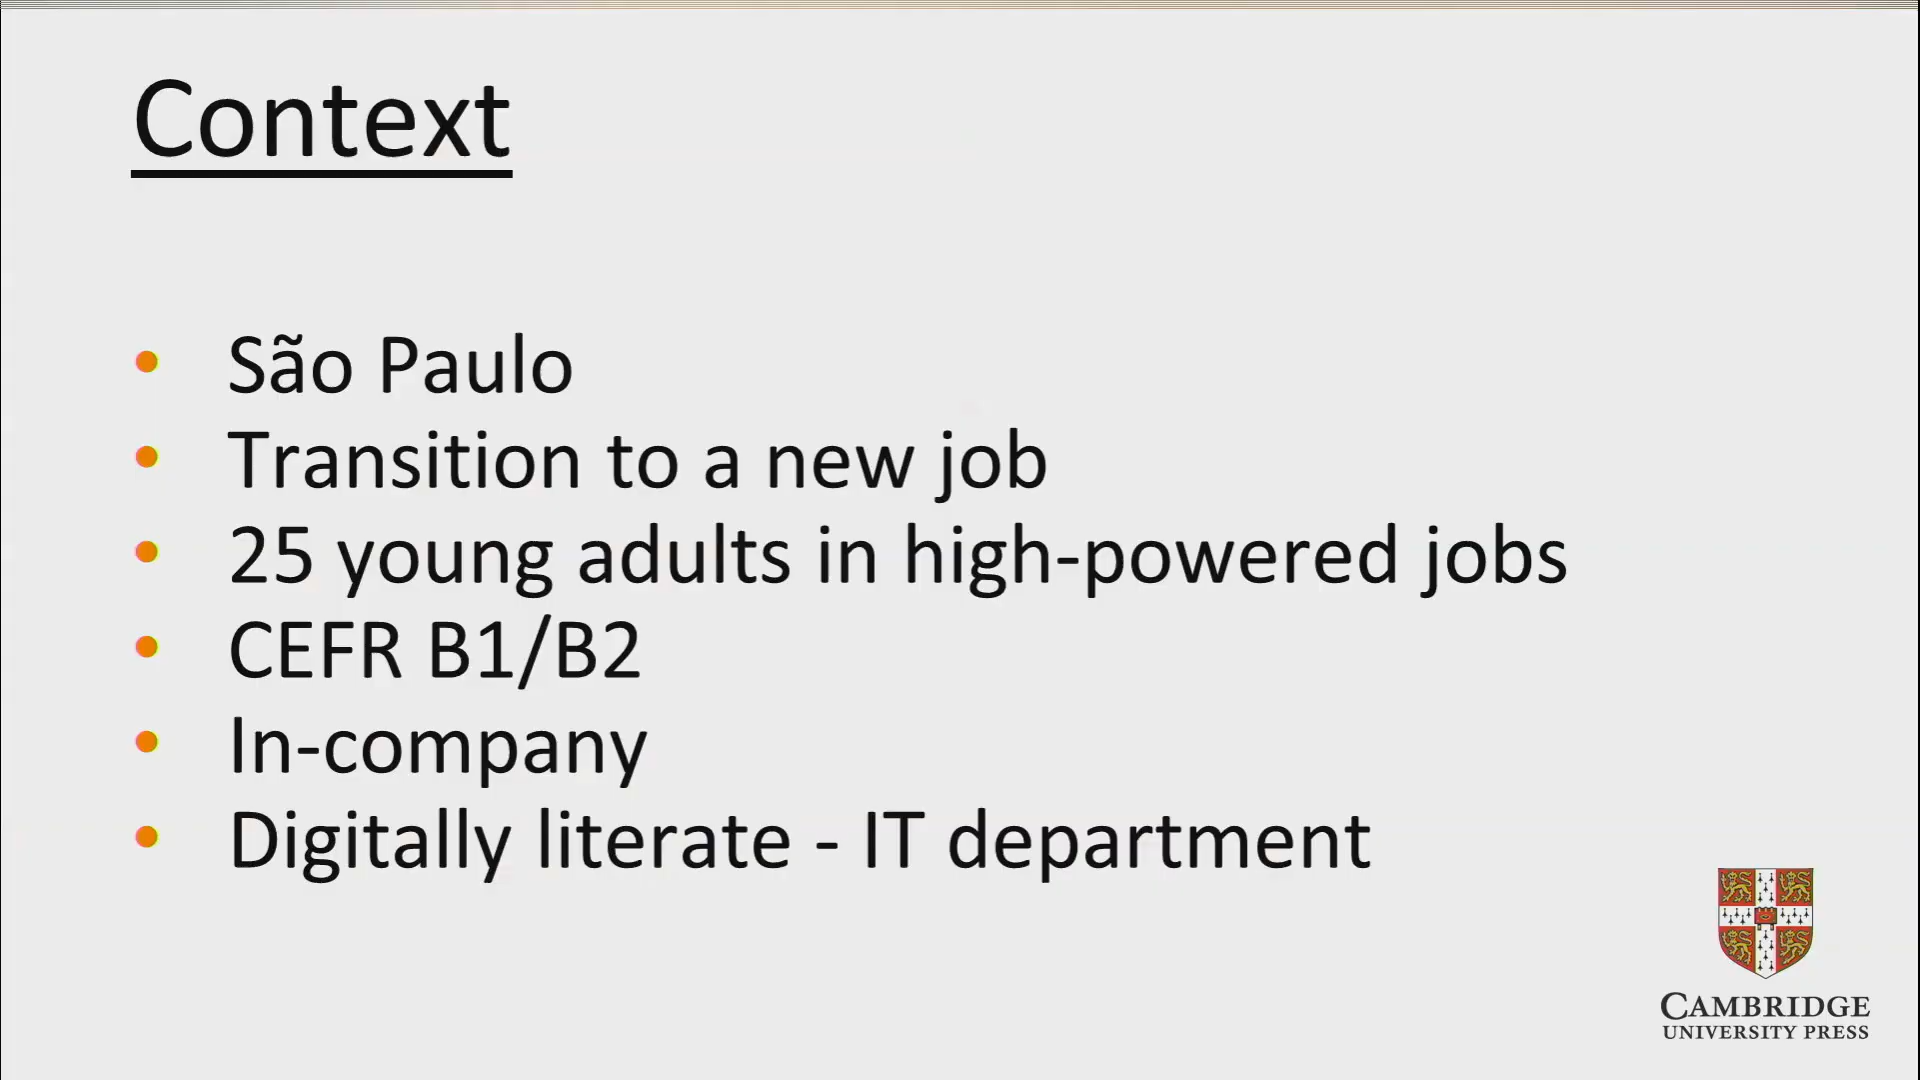 Context
• São Paulo
• Transition to a new job
• 25 young adults in high-powered jobs
• CEFR B1/B2
• In-company
• Digitally literate - IT department
CAMBRIDGE
UNIVERSITY PRESS